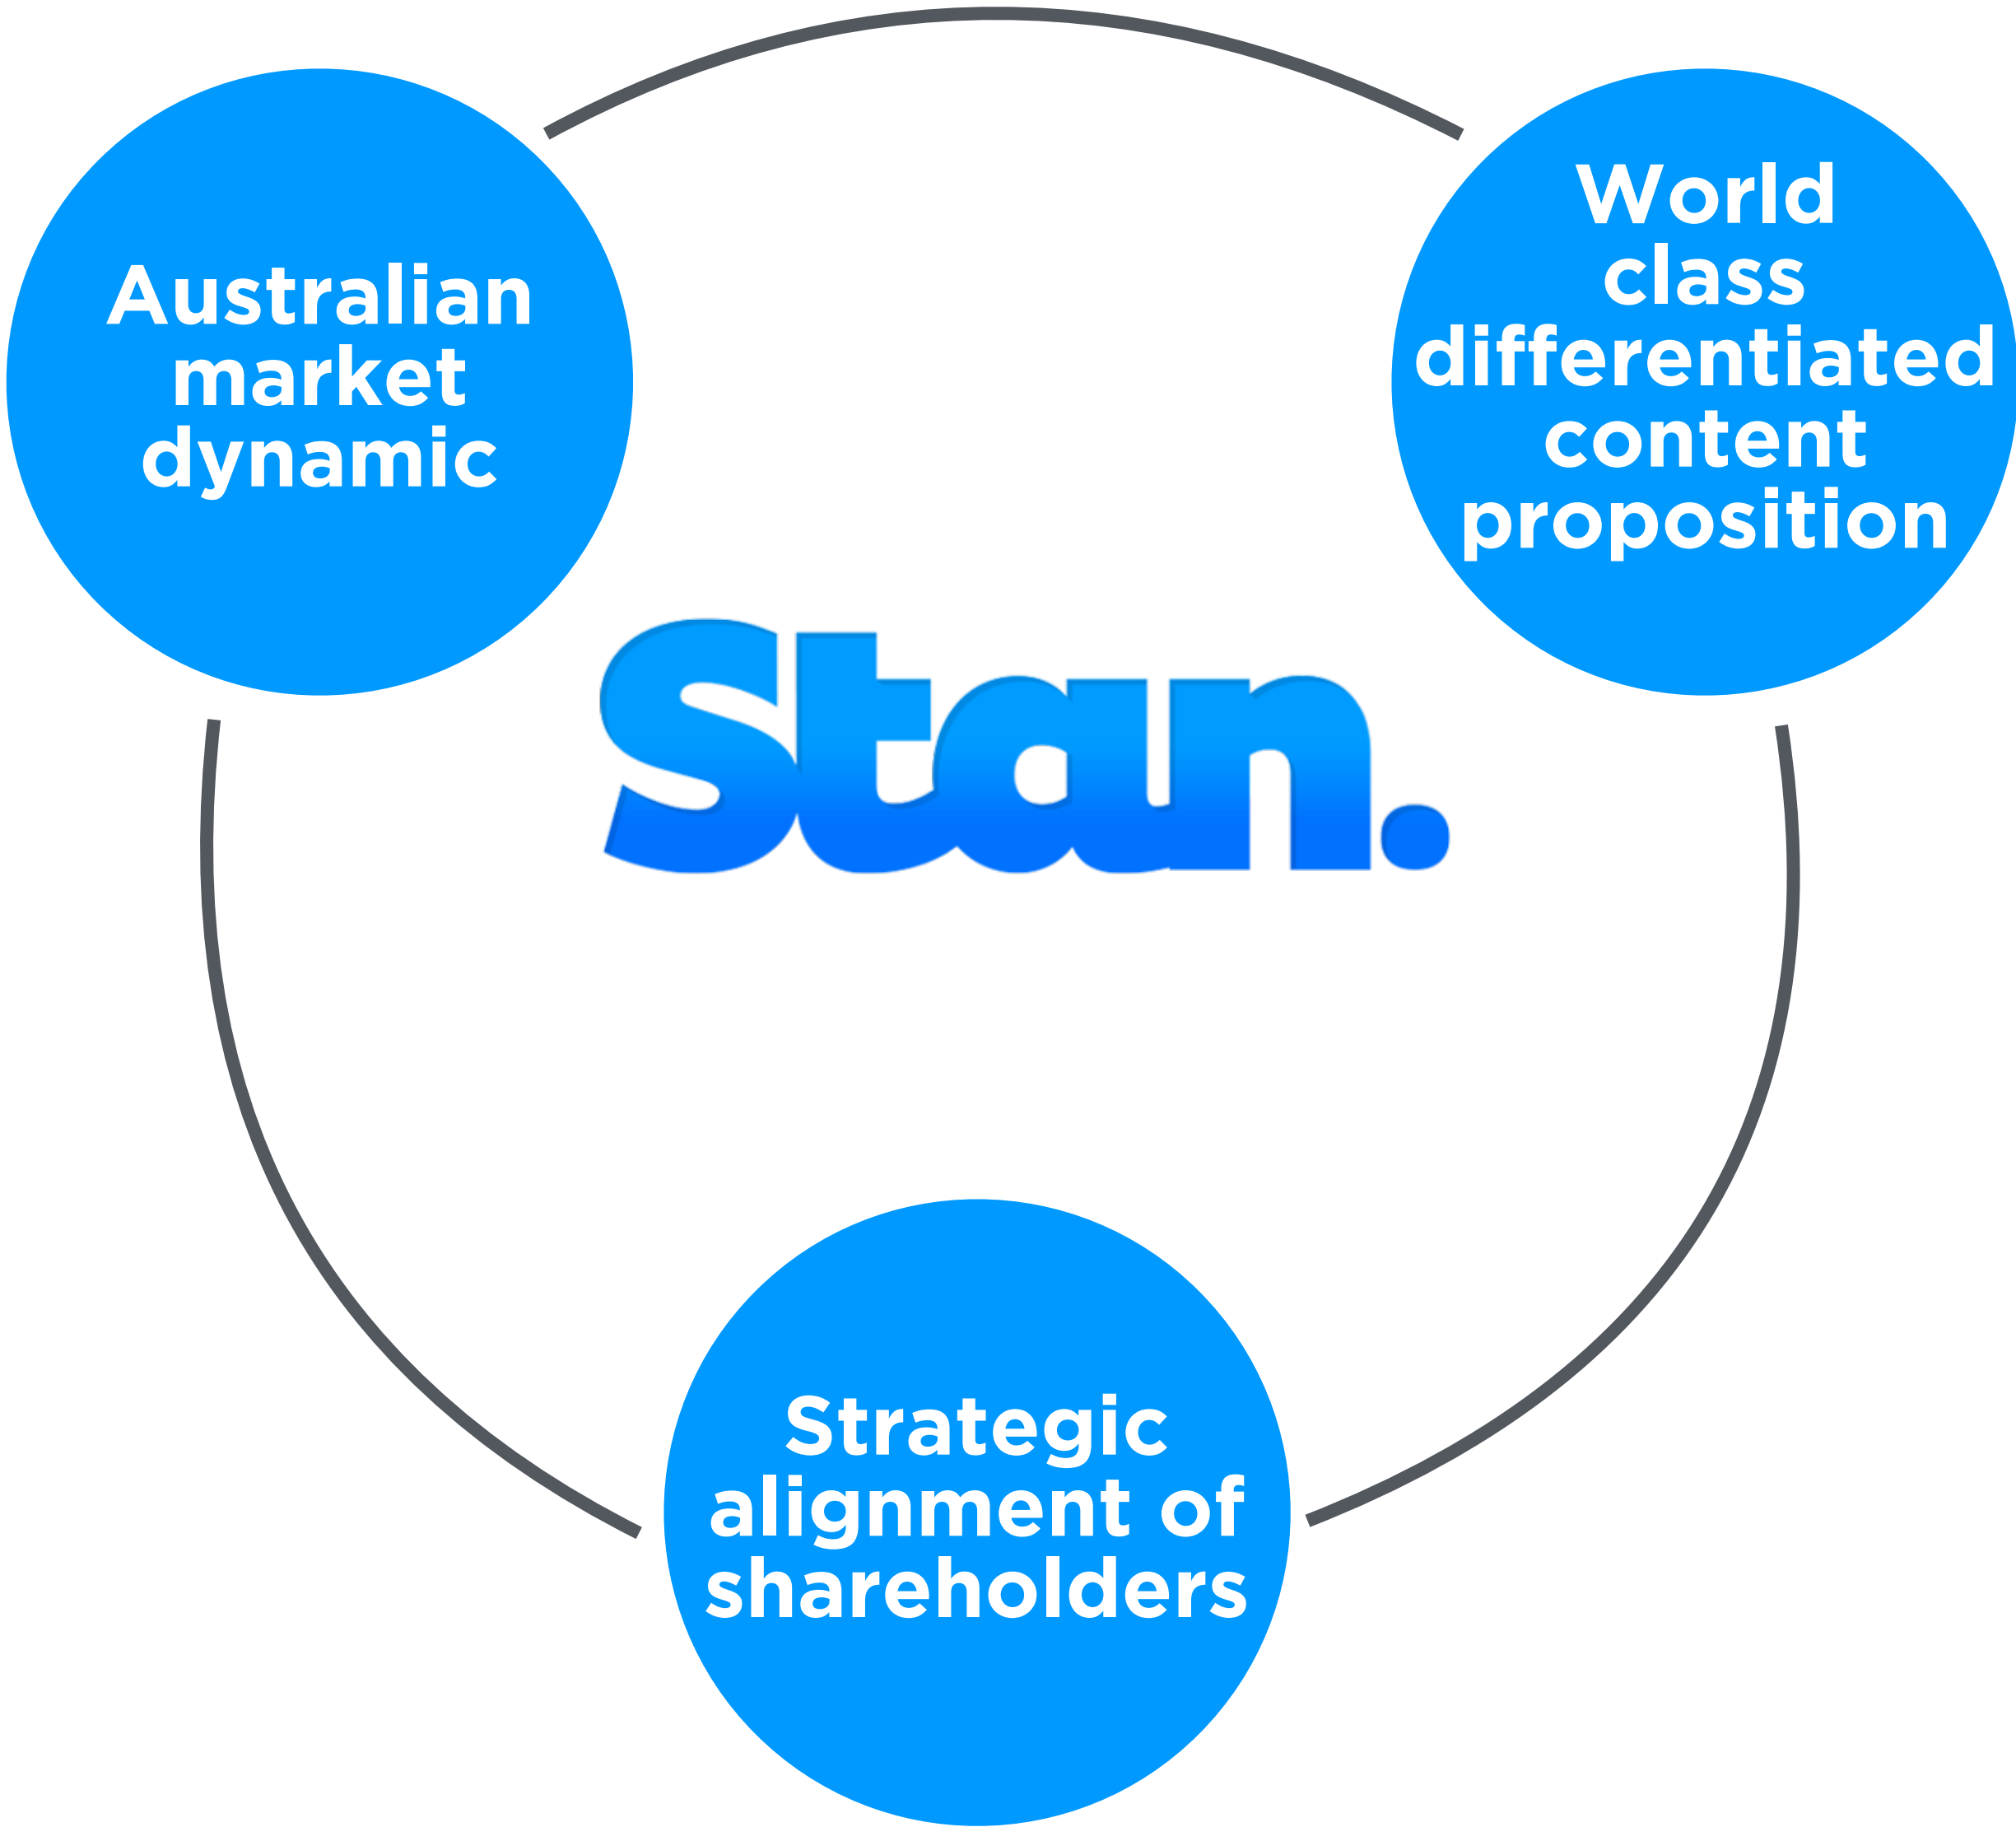 Australian
market
dynamic
World
class
differentiated
content
proposition
Stan.
Strategic
alignment of
shareholders